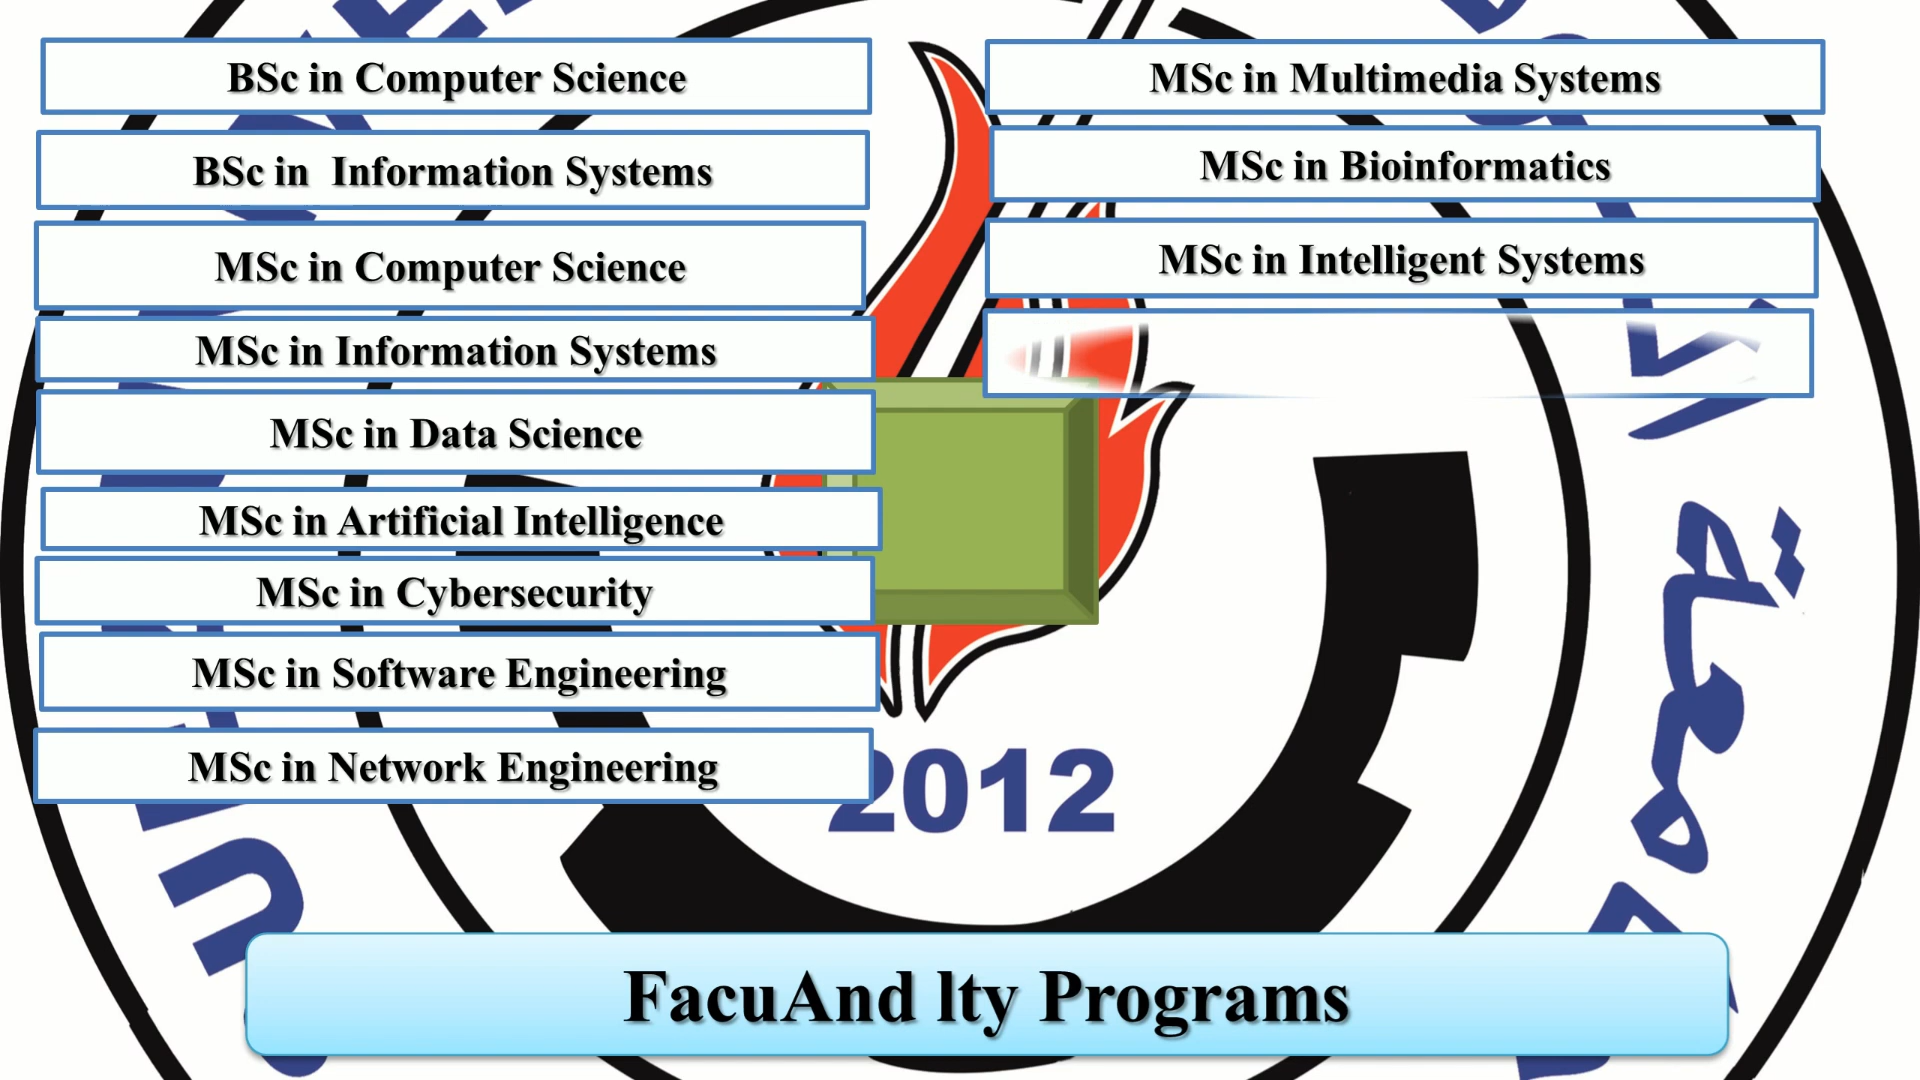 BSc in Computer Science
BSc in  Information Systems
MSc in Computer Science
MSc in Information Systems
MSc in Data Science
MSc in Artificial Intelligence
MSc in Cybersecurity
MSc in Software Engineering
MSc in Network Engineering
MSc in Multimedia Systems
MSc in Bioinformatics
MSc in Intelligent Systems
2012
FacuAnd lty Programs